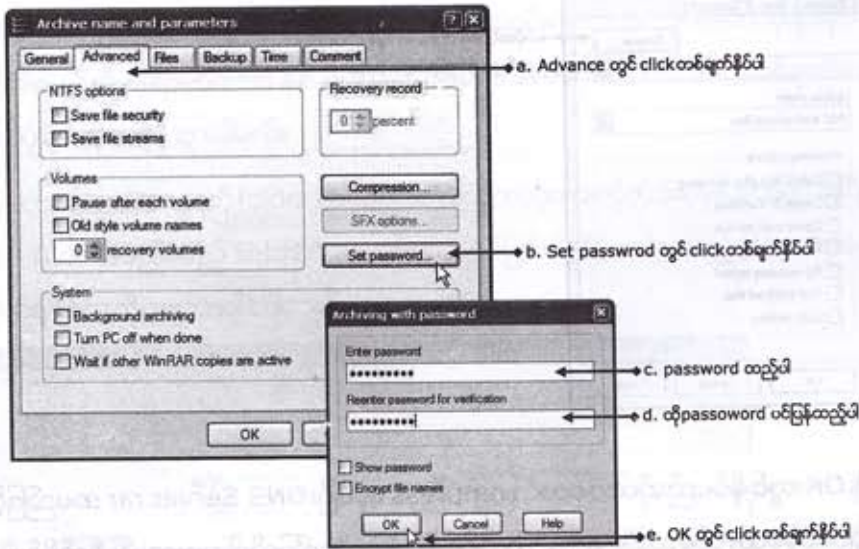 Archive name and parameters
General Advanced Files Backup Time Comment
a. Advance တွင် clickတစ်ချက်နှိပ်ပါ
NTFS options
Save file security
Save file streams
Recovery record
0 percent
Volumes
Pause after each volume
Old style volume names
0 recovery volumes
Compression...
SFX options...
Set password...
b. Set passwrod တွင် clickတစ်ချက်နှိပ်ပါ
System
Background archiving
Turn PC off when done
Wait if other WinRAR copies are active
OK
Archiving with password
Enter password
c. password ထည့်ပါ
Reenter password for verification
d. ထိုpassoword ပင်ပြန်ထည့်ပါ
Show password
Encrypt file names
OK Cancel Help
e. OK တွင် click တစ်ချက်နှိပ်ပါ